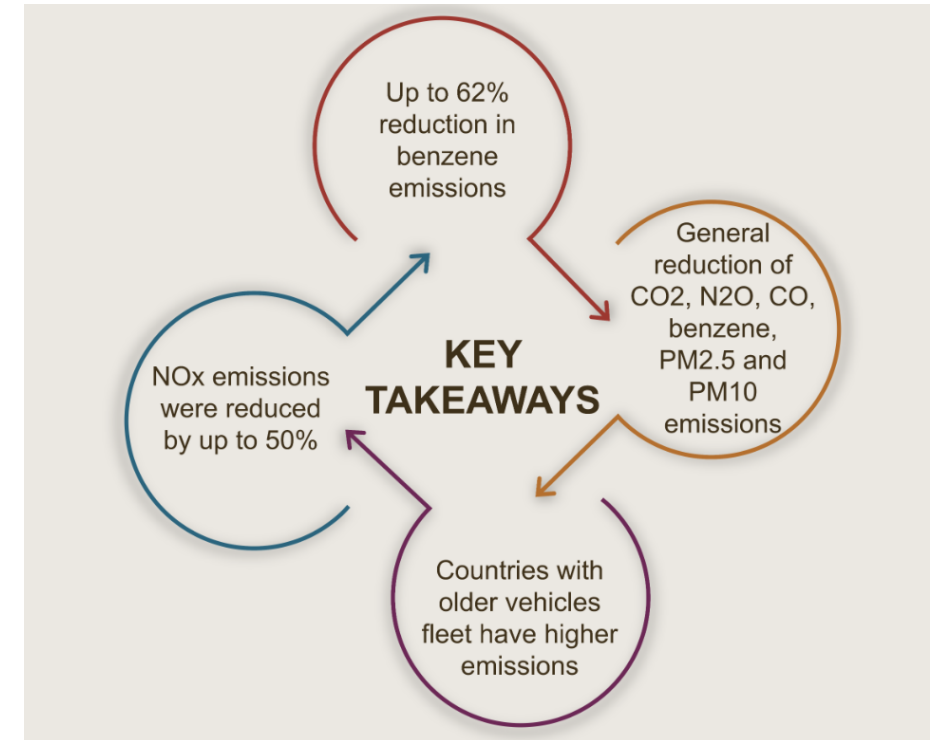 Up to 62%
reduction in
benzene
emissions
General
reduction of
CO2, N2O, CO,
benzene,
PM2.5 and
PM10
emissions
KEY
TAKEAWAYS
NOx emissions
were reduced
by up to 50%
Countries with
older vehicles
fleet have higher
emissions